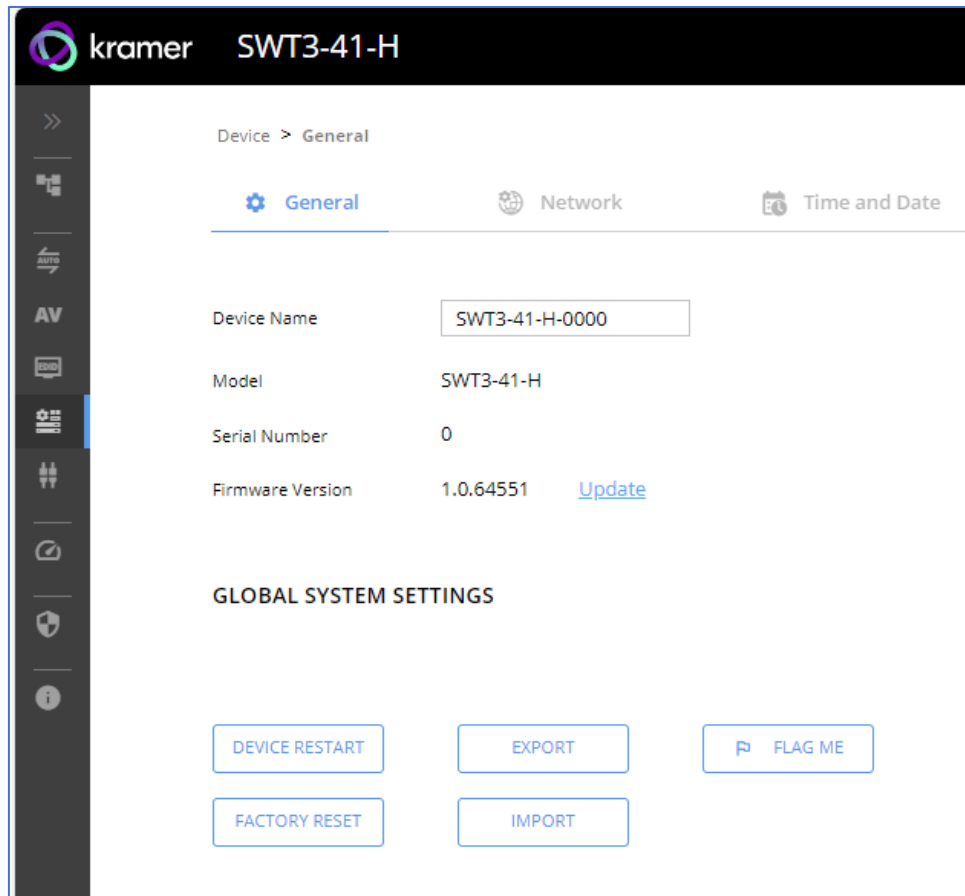 kramer SWT3-41-H
Device > General
General Network Time and Date
AUTO
AV
EDID
Device Name SWT3-41-H-0000
Model SWT3-41-H
Serial Number 0
Firmware Version 1.0.64551 Update
GLOBAL SYSTEM SETTINGS
DEVICE RESTART EXPORT FLAG ME
FACTORY RESET IMPORT